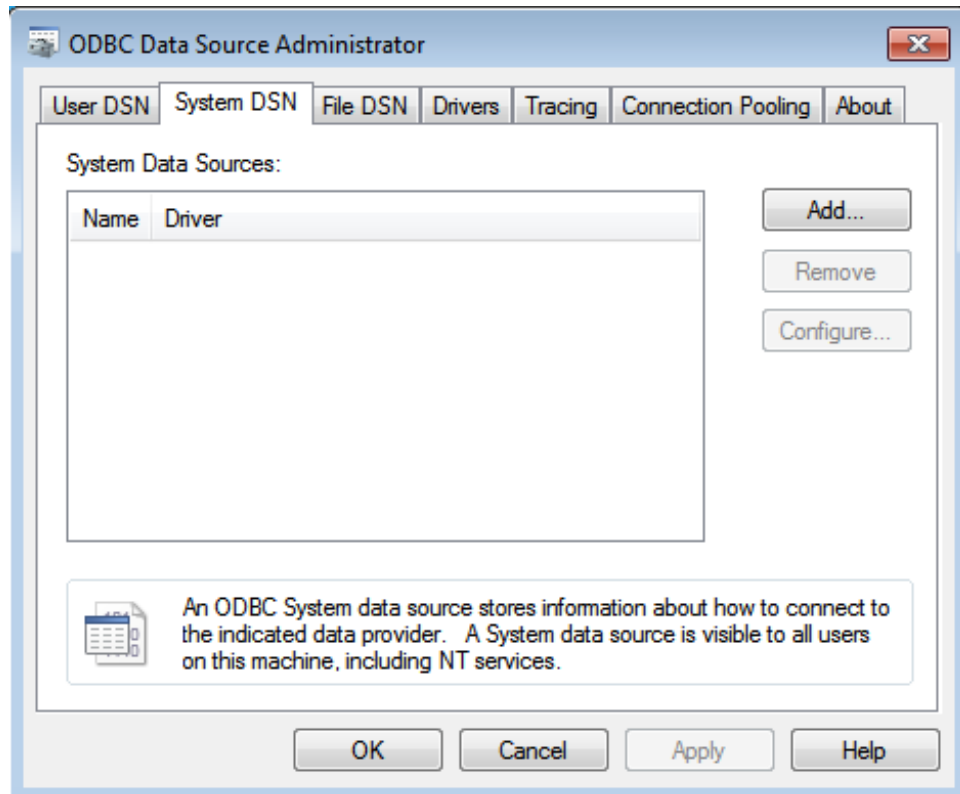 ODBC Data Source Administrator
User DSN System DSN File DSN Drivers Tracing Connection Pooling About
System Data Sources:
Name Driver
Add...
Remove
Configure...
An ODBC System data source stores information about how to connect to
the indicated data provider. A System data source is visible to all users
on this machine, including NT services.
OK Cancel Apply Help